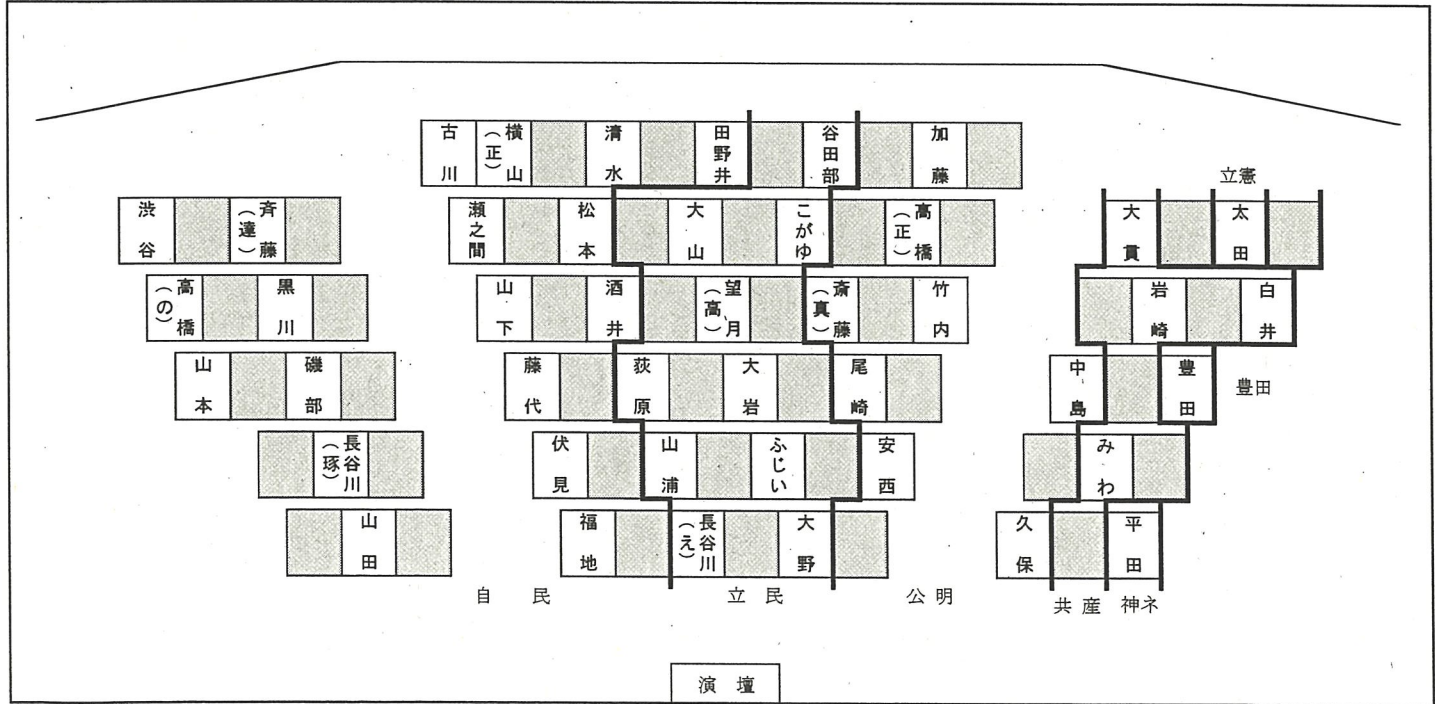 古川 横山(正) 清水 田野井 谷田部 加藤
立憲
渋谷 斉藤(達) 瀬之間 松本 大山 こがゆ 高橋(正) 大貫 太田
高橋(の) 黒川 山下 酒井 望月(高) 斎藤(真) 竹内 岩崎 白井
山本 磯部 藤代 荻原 大岩 尾崎 中島 豊田 豊田
長谷川(琢) 伏見 山浦 ふじい 安西 みわ
山田 福地 長谷川(え) 大野 久保 平田
自民 立民 公明 共産 神ネ
演壇